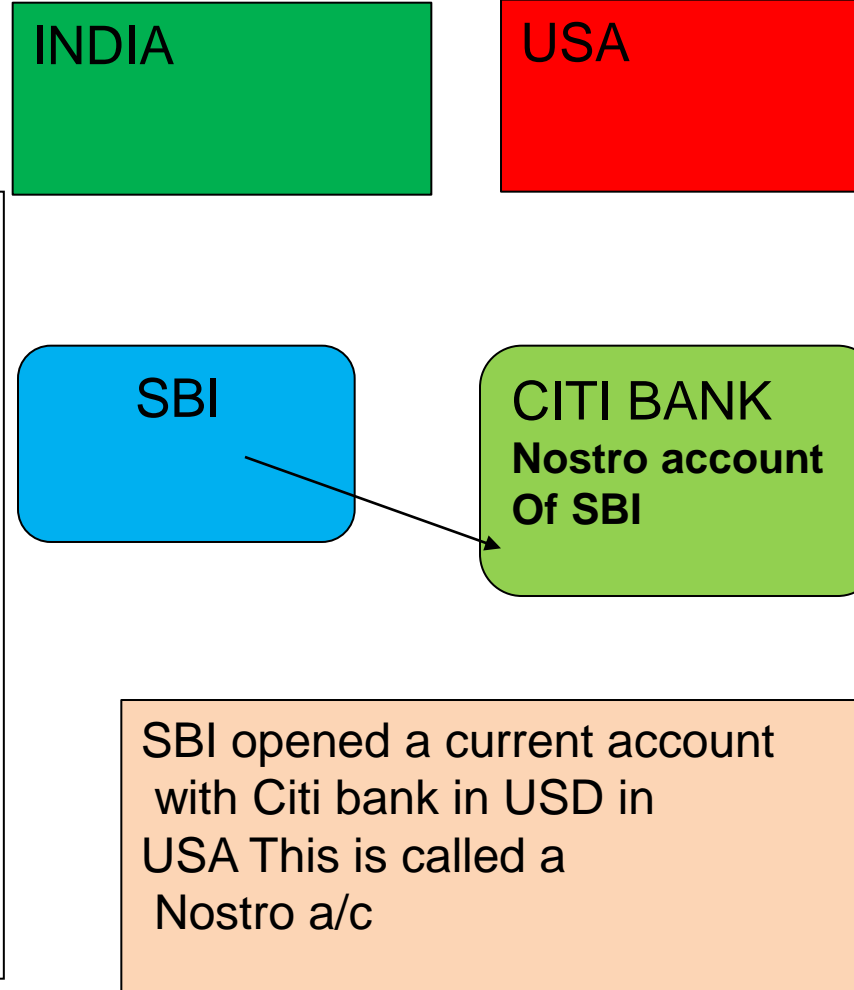 INDIA
USA
SBI
CITI BANK
Nostro account
Of SBI
SBI opened a current account
with Citi bank in USD in
USA This is called a
Nostro a/c